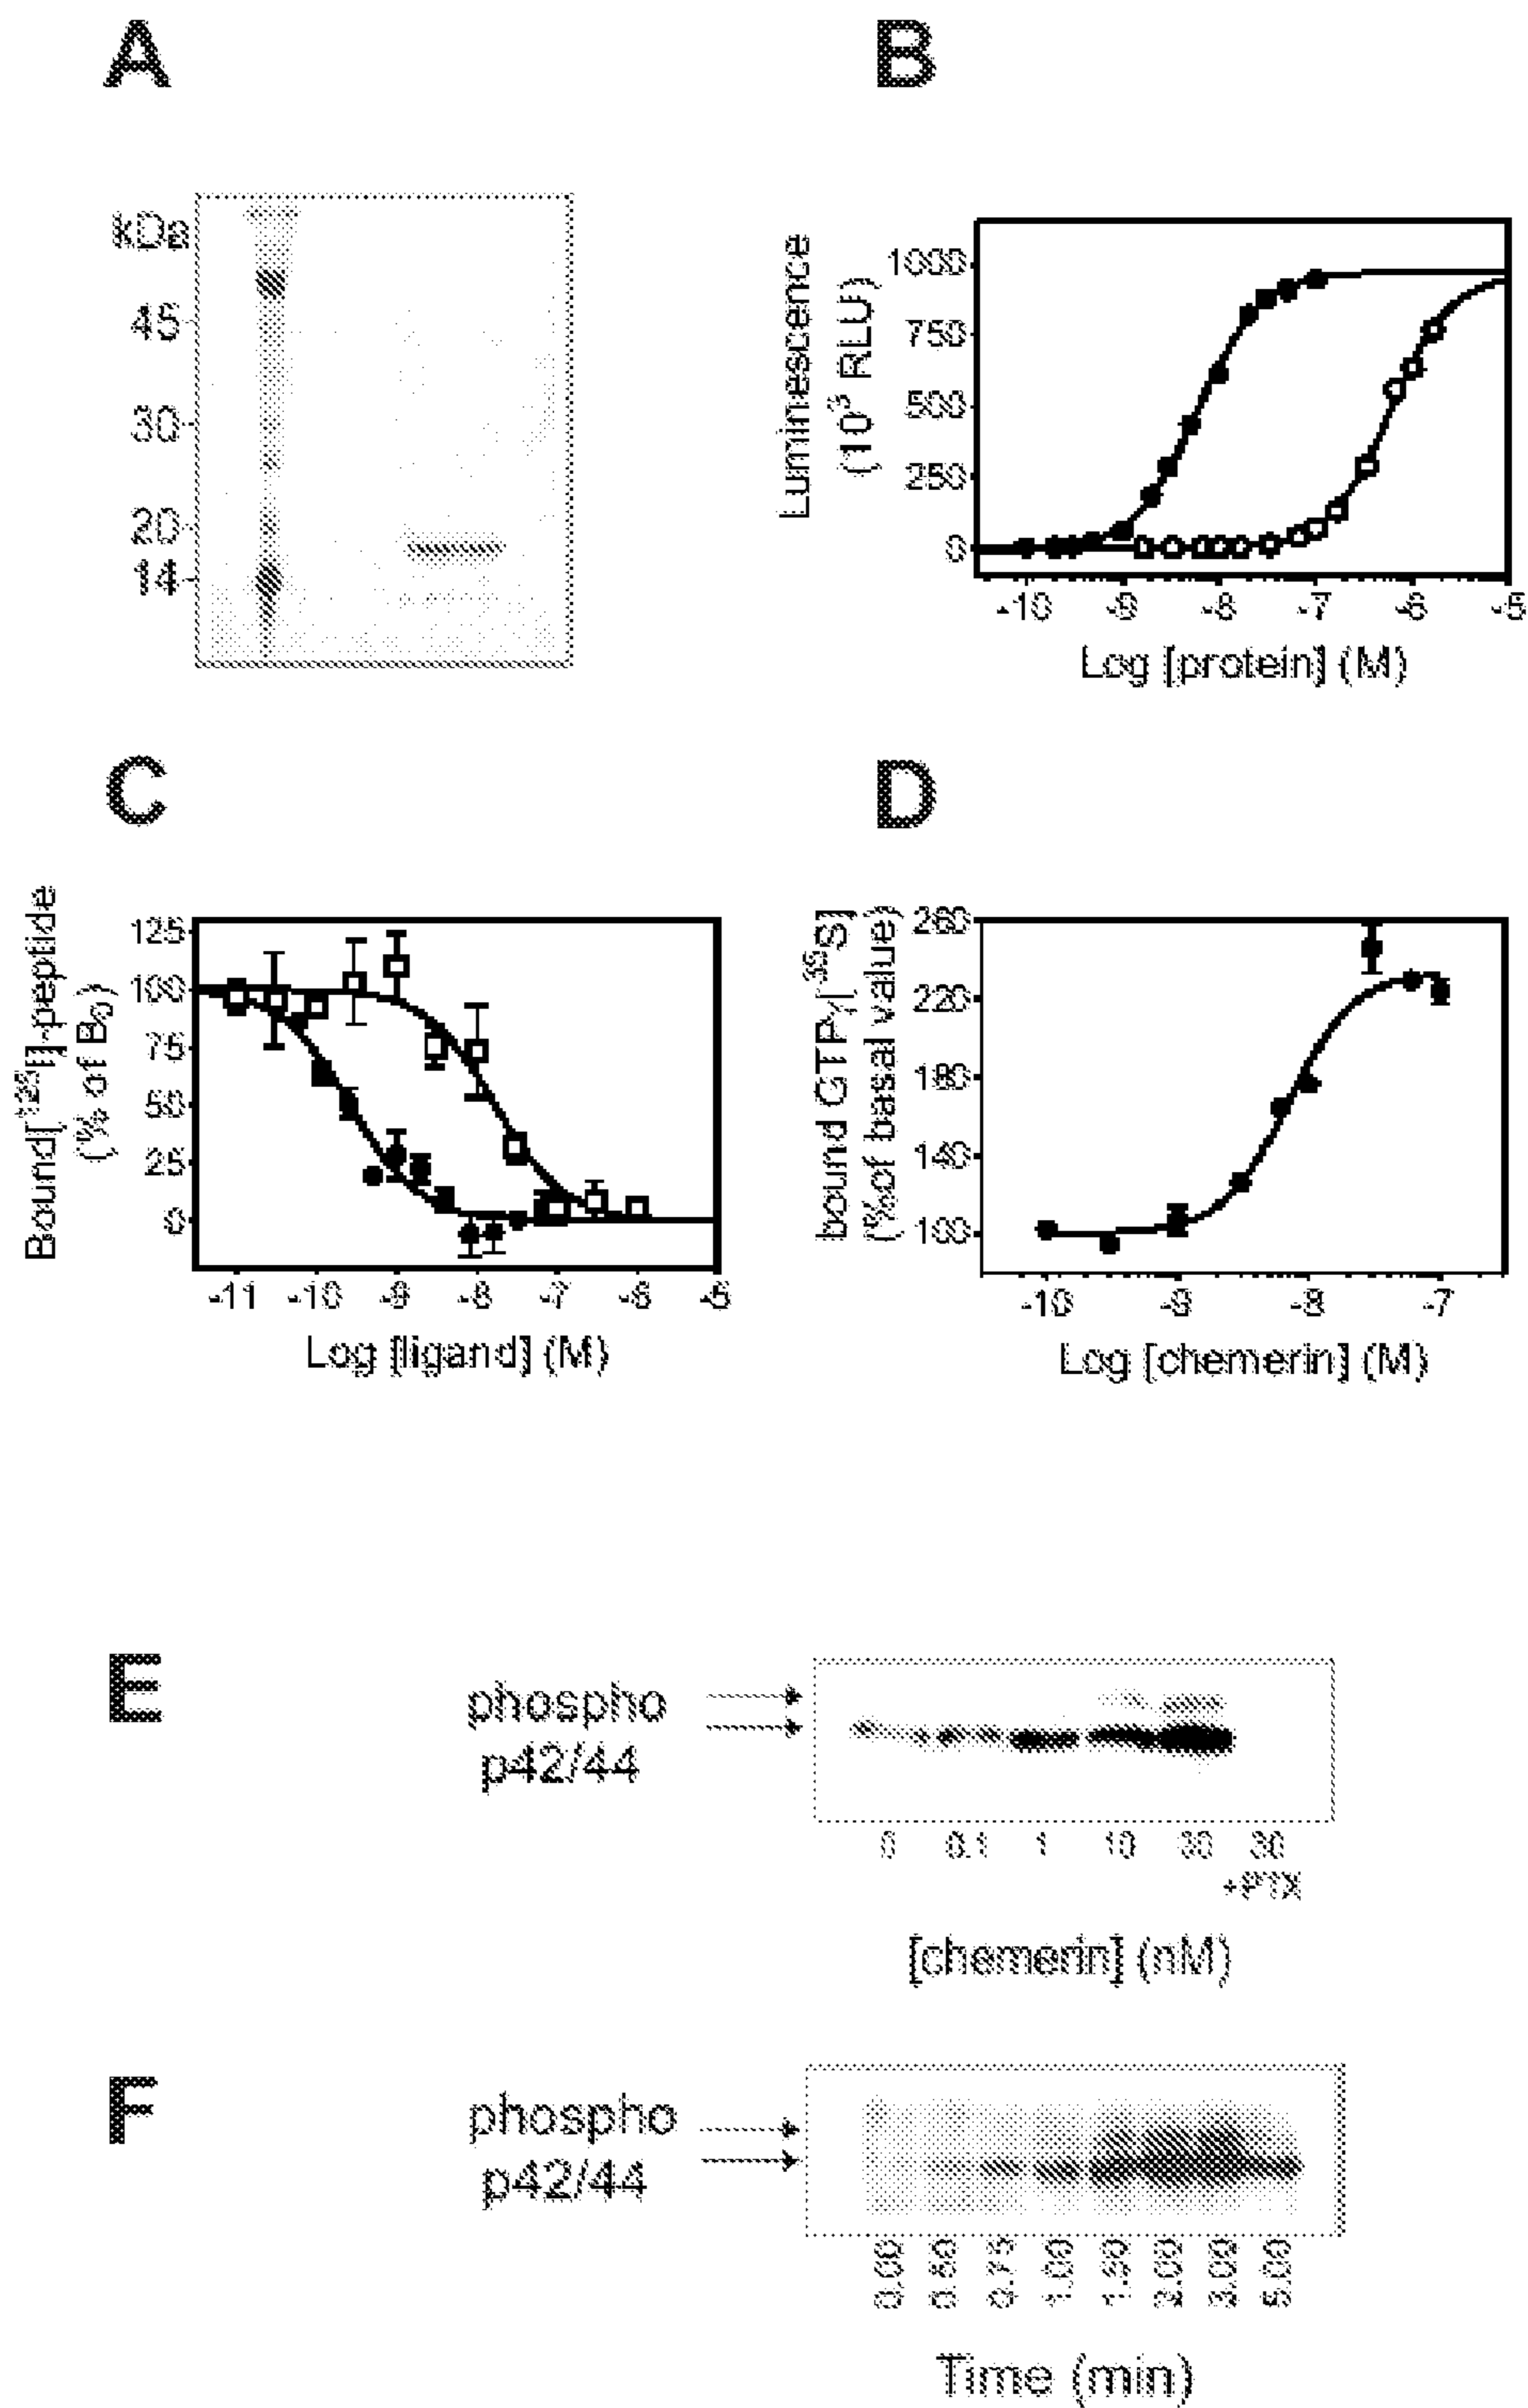 A
B
kDa
45
30
20
14
Luminescence
(10³ RLU)
1000
750
500
250
0
-10 -9 -8 -7 -6 -5
Log [protein] (M)
C
D
Bound[¹²⁵I]-peptide
(% of B₀)
125
100
75
50
25
0
-11 -10 -9 -8 -7 -6 -5
Log [ligand] (M)
bound GTPγ[³⁵S]
(%of basal value)
260
220
180
140
100
-10 -9 -8 -7
Log [chemerin] (M)
E
phospho
p42/44
0 0.1 1 10 30 30
+PTX
[chemerin] (nM)
F
phospho
p42/44
0.00 0.50 0.75 1.00 1.50 2.00 3.00 5.00
Time (min)